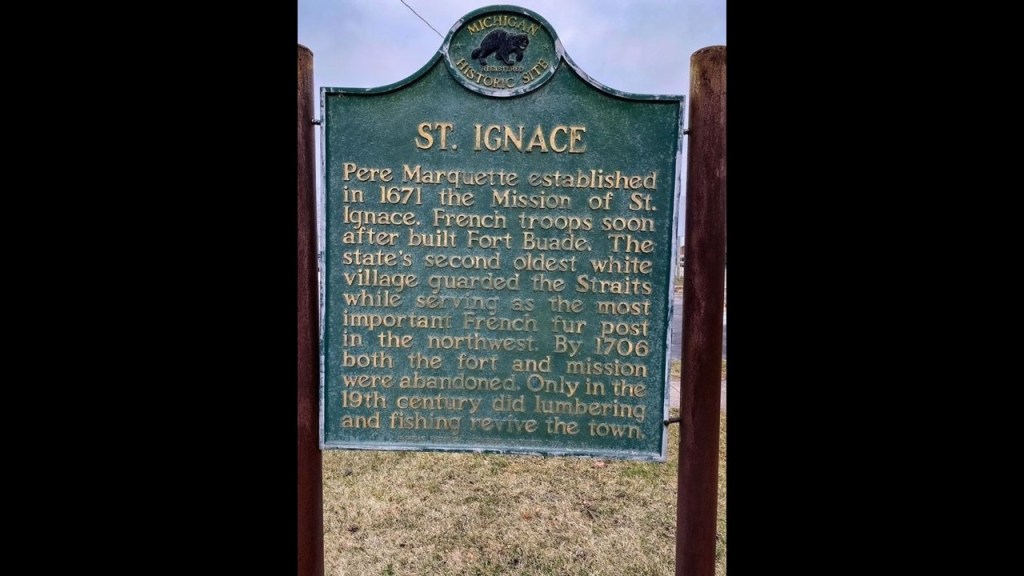 MICHIGAN
REGISTERED
HISTORIC SITE
ST. IGNACE
Pere Marquette established
in 1671 the Mission of St.
Ignace. French troops soon
after built Fort Buade. The
state's second oldest white
village guarded the Straits
while serving as the most
important French fur post
in the northwest. By 1706
both the fort and mission
were abandoned. Only in the
19th century did lumbering
and fishing revive the town.